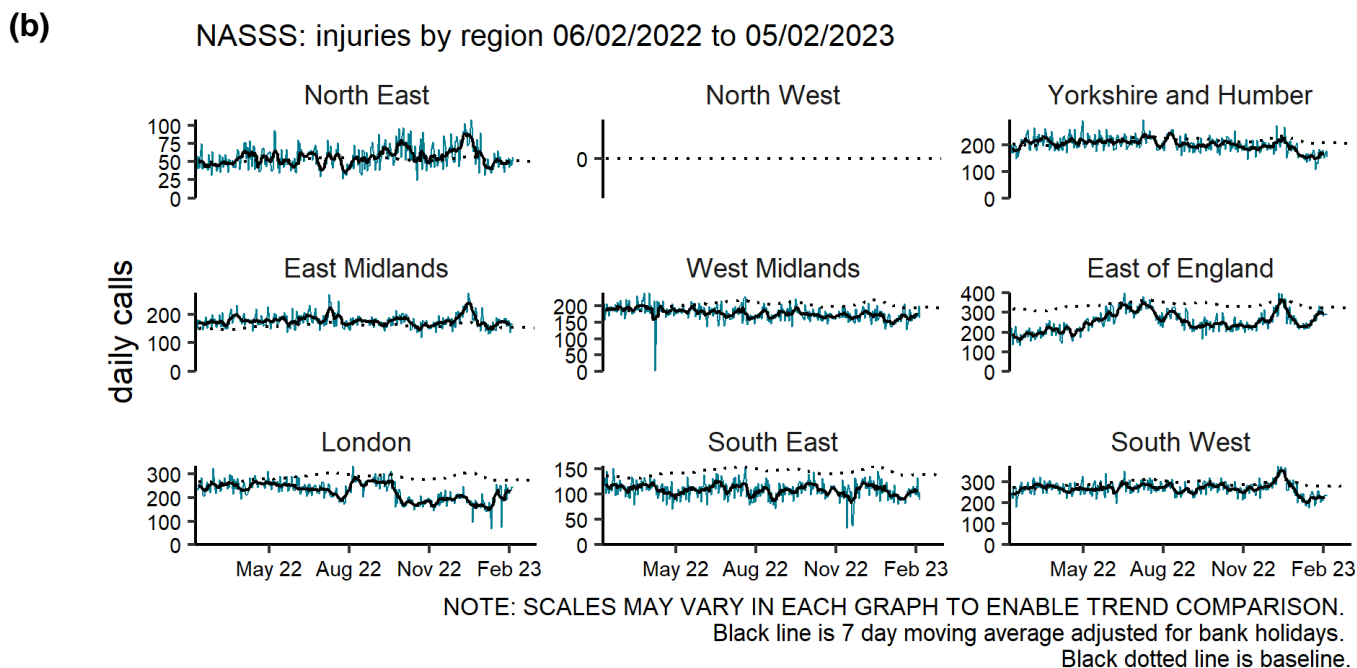 (b)
NASSS: injuries by region 06/02/2022 to 05/02/2023
daily calls
North East
100
75
50
25
0
North West
0
Yorkshire and Humber
200
100
0
East Midlands
200
100
0
West Midlands
200
150
100
50
0
East of England
400
300
200
100
0
London
300
200
100
0
May 22 Aug 22 Nov 22 Feb 23
South East
150
100
50
0
May 22 Aug 22 Nov 22 Feb 23
South West
300
200
100
0
May 22 Aug 22 Nov 22 Feb 23
NOTE: SCALES MAY VARY IN EACH GRAPH TO ENABLE TREND COMPARISON.
Black line is 7 day moving average adjusted for bank holidays.
Black dotted line is baseline.